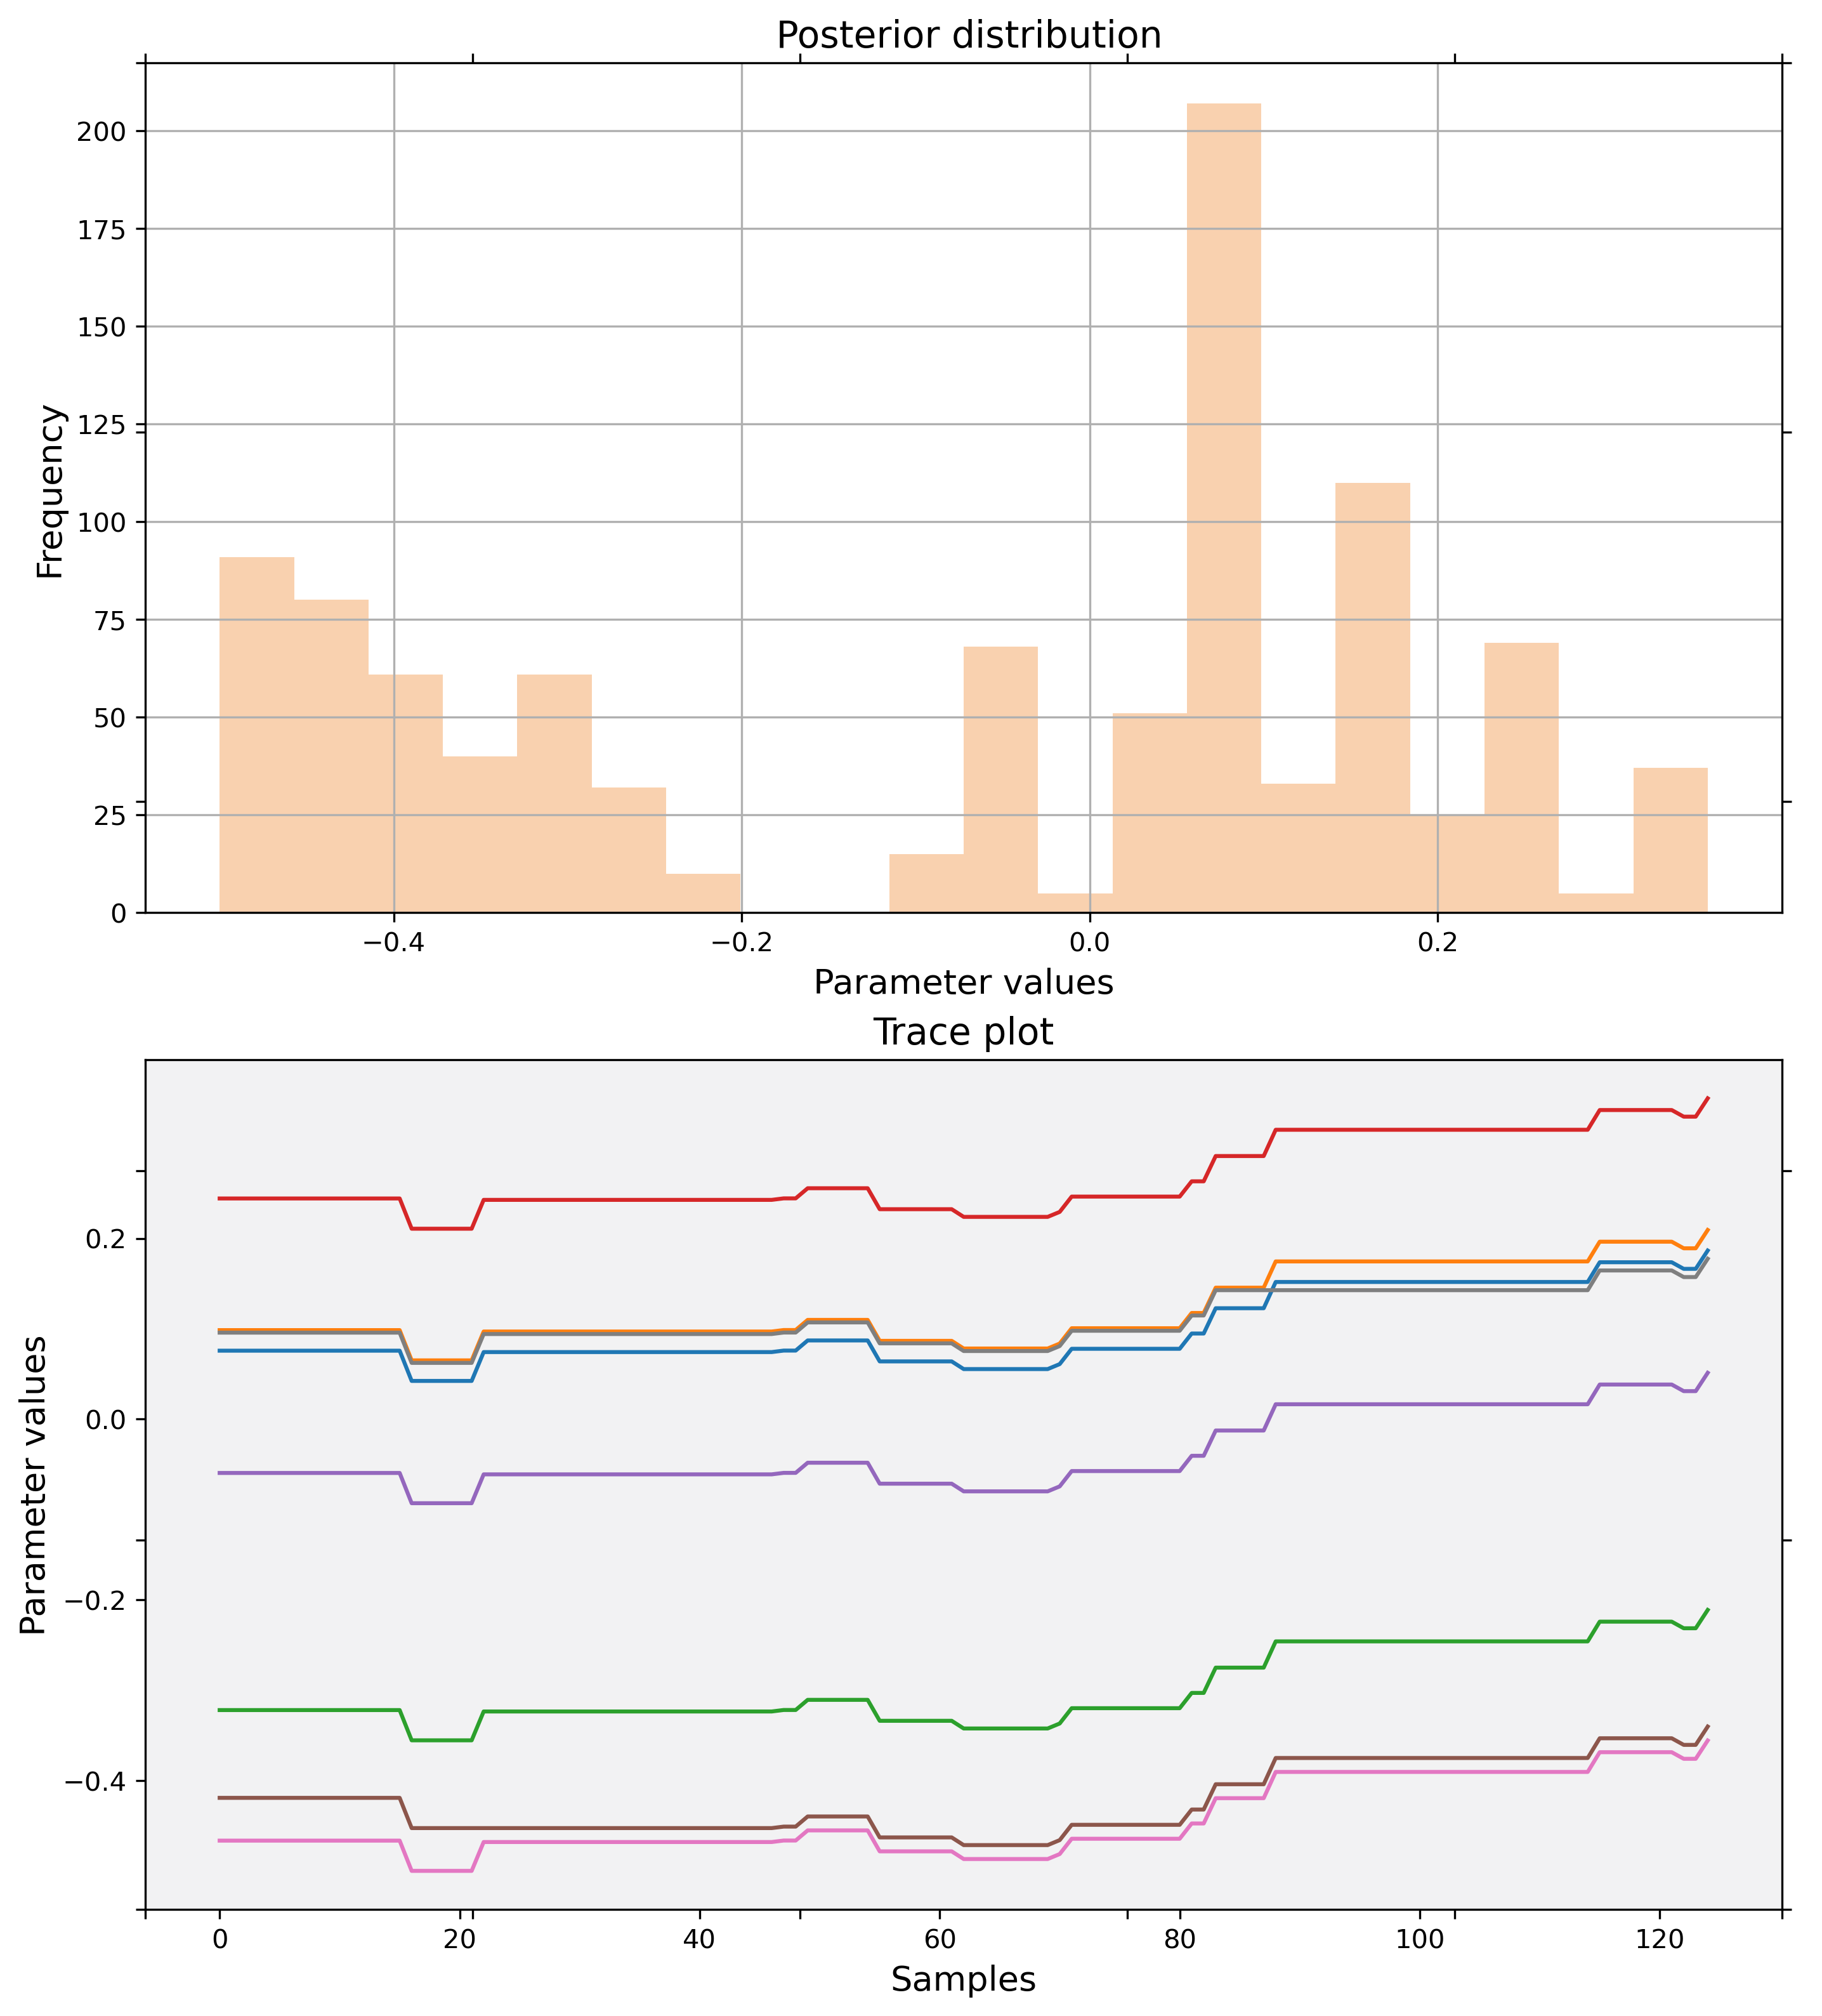 Posterior distribution
200
175
150
125
100
75
50
25
0
Frequency
−0.4 −0.2 0.0 0.2
Parameter values
Trace plot
0.2
0.0
−0.2
−0.4
Parameter values
0 20 40 60 80 100 120
Samples